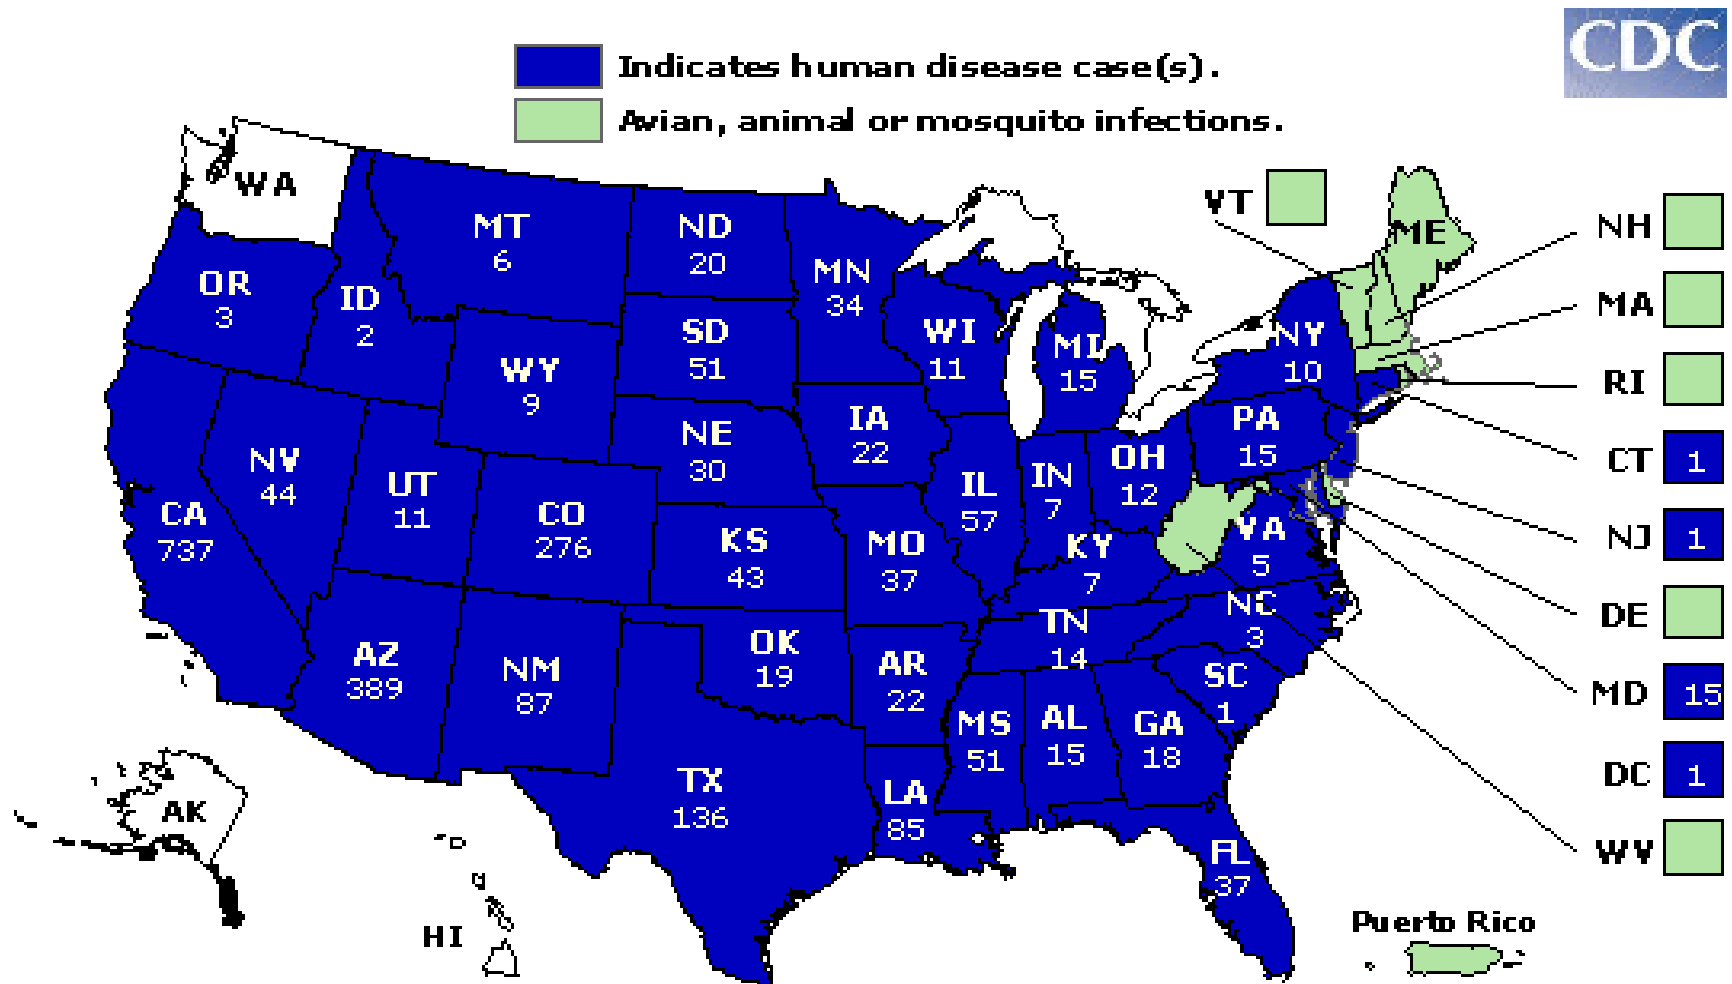 CDC
Indicates human disease case(s).
Avian, animal or mosquito infections.
WA
MT
6
ND
20
MN
34
VT
ME
NH
OR
3
ID
2
WY
9
SD
51
WI
11
MI
15
NY
10
MA
RI
NV
44
UT
11
CO
276
NE
30
IA
22
IL
57
IN
7
OH
12
PA
15
CT
1
CA
737
KS
43
MO
37
KY
7
VA
5
NJ
1
AZ
389
NM
87
OK
19
AR
22
TN
14
NC
3
SC
1
DE
MD
15
TX
136
LA
85
MS
51
AL
15
GA
18
DC
1
AK
HI
FL
37
WV
Puerto Rico